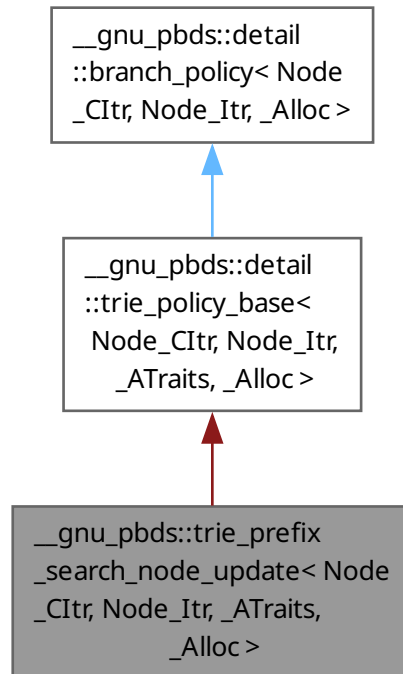 __gnu_pbds::detail
::branch_policy< Node
_CItr, Node_Itr, _Alloc >
__gnu_pbds::detail
::trie_policy_base<
Node_CItr, Node_Itr,
_ATraits, _Alloc >
__gnu_pbds::trie_prefix
_search_node_update< Node
_CItr, Node_Itr, _ATraits,
_Alloc >